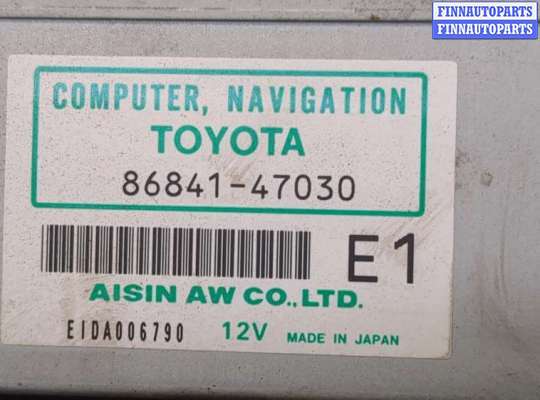 FINNAUTOPARTS
FINNAUTOPARTS
COMPUTER, NAVIGATION
TOYOTA
86841-47030
E1
AISIN AW CO.,LTD.
EIDA006790 12V MADE IN JAPAN